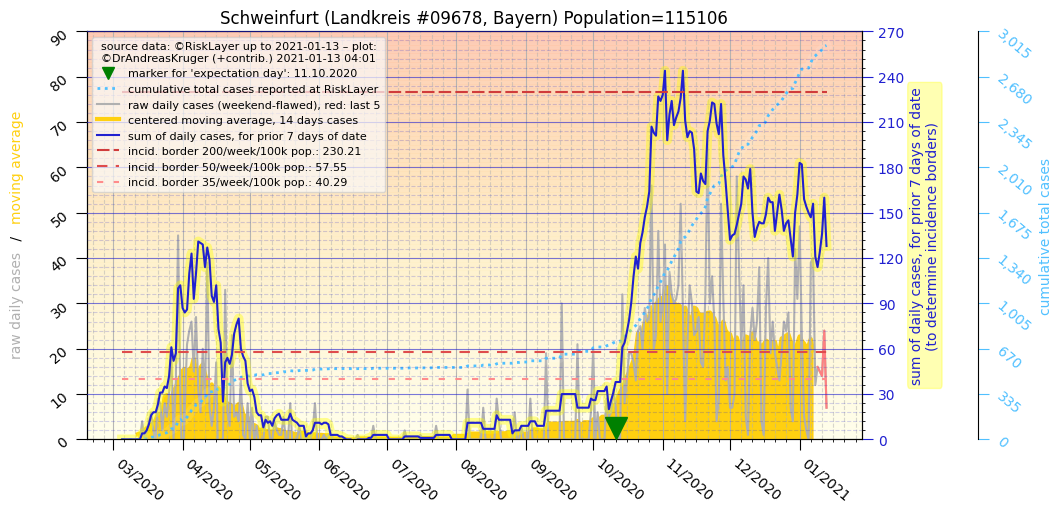 Schweinfurt (Landkreis #09678, Bayern) Population=115106
source data: ©RiskLayer up to 2021-01-13 – plot:
©DrAndreasKruger (+contrib.) 2021-01-13 04:01
marker for 'expectation day': 11.10.2020
cumulative total cases reported at RiskLayer
raw daily cases (weekend-flawed), red: last 5
centered moving average, 14 days cases
sum of daily cases, for prior 7 days of date
incid. border 200/week/100k pop.: 230.21
incid. border 50/week/100k pop.: 57.55
incid. border 35/week/100k pop.: 40.29
raw daily cases / moving average
90
80
70
60
50
40
30
20
10
0
03/2020
04/2020
05/2020
06/2020
07/2020
08/2020
09/2020
10/2020
11/2020
12/2020
01/2021
270
240
210
180
150
120
90
60
30
0
sum of daily cases, for prior 7 days of date
(to determine incidence borders)
3,015
2,680
2,345
2,010
1,675
1,340
1,005
670
335
0
cumulative total cases